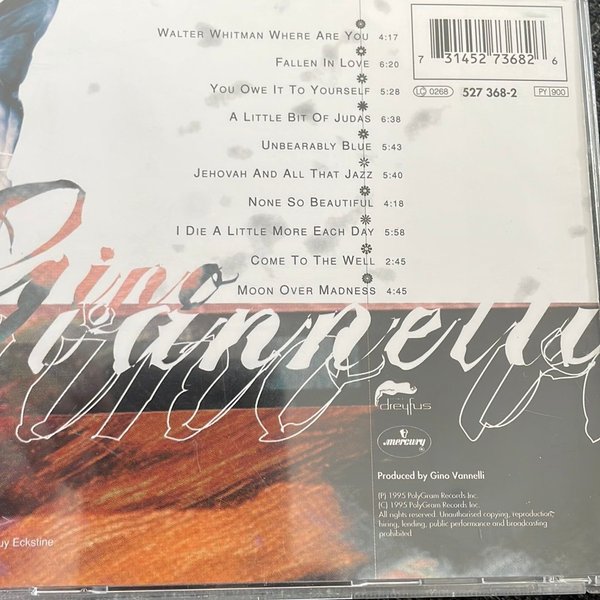 WALTER WHITMAN WHERE ARE YOU 4:17
FALLEN IN LOVE 6:20
YOU OWE IT TO YOURSELF 5:28
A LITTLE BIT OF JUDAS 6:38
UNBEARABLY BLUE 5:43
JEHOVAH AND ALL THAT JAZZ 5:40
NONE SO BEAUTIFUL 4:18
I DIE A LITTLE MORE EACH DAY 5:58
COME TO THE WELL 2:45
MOON OVER MADNESS 4:45
7 31452 73682 6
LC 0268 527 368-2 PY 900
Gino
Vannelli
dreyfus
mercury
Produced by Gino Vannelli
(P) 1995 PolyGram Records Inc.
(C) 1995 PolyGram Records Inc.
All rights reserved. Unauthorised copying, reproduction,
hiring, lending, public performance and broadcasting
prohibited
uy Eckstine